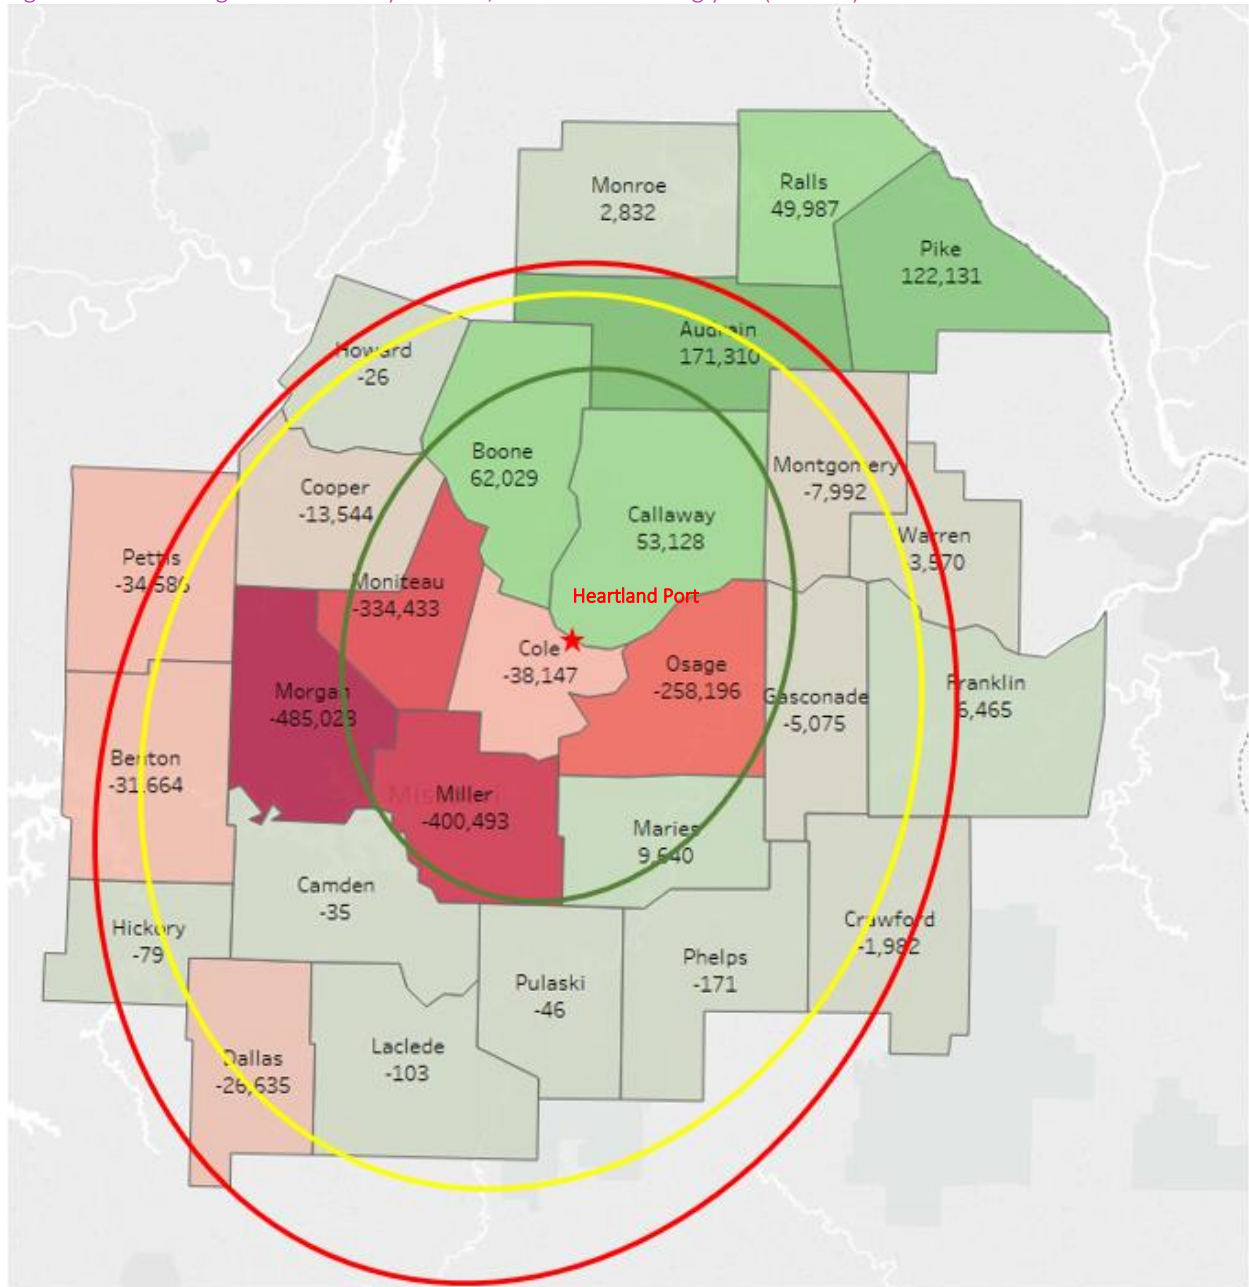 Monroe
2,832
Ralls
49,987
Pike
122,131
Audrain
171,310
Howard
-26
Boone
62,029
Cooper
-13,544
Callaway
53,128
Montgomery
-7,992
Warren
Pettis
-34,586
Moniteau
-334,433
Heartland Port
Cole
-38,147
Osage
-258,196
Morgan
-485,023
Gasconade
-5,075
Franklin
6,465
Benton
-31,664
Miller
-400,493
Maries
9,640
Camden
-35
Hickory
-79
Crawford
-1,982
Phelps
-171
Pulaski
-46
Dallas
-26,635
Laclede
-103